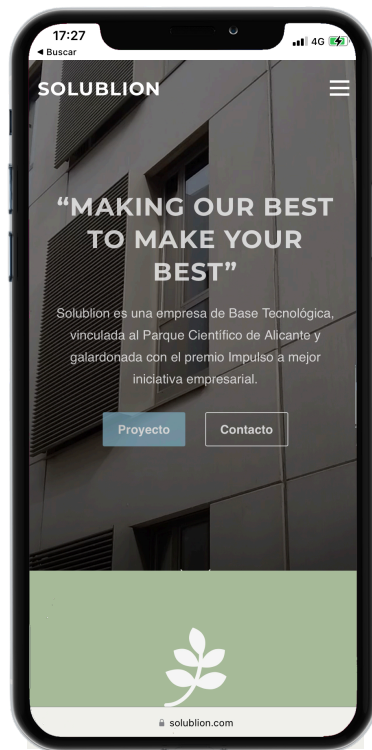 17:27
4G
◀ Buscar
SOLUBLION
“MAKING OUR BEST
TO MAKE YOUR
BEST”
Solublion es una empresa de Base Tecnológica,
vinculada al Parque Científico de Alicante y
galardonada con el premio Impulso a mejor
iniciativa empresarial.
Proyecto
Contacto
solublion.com